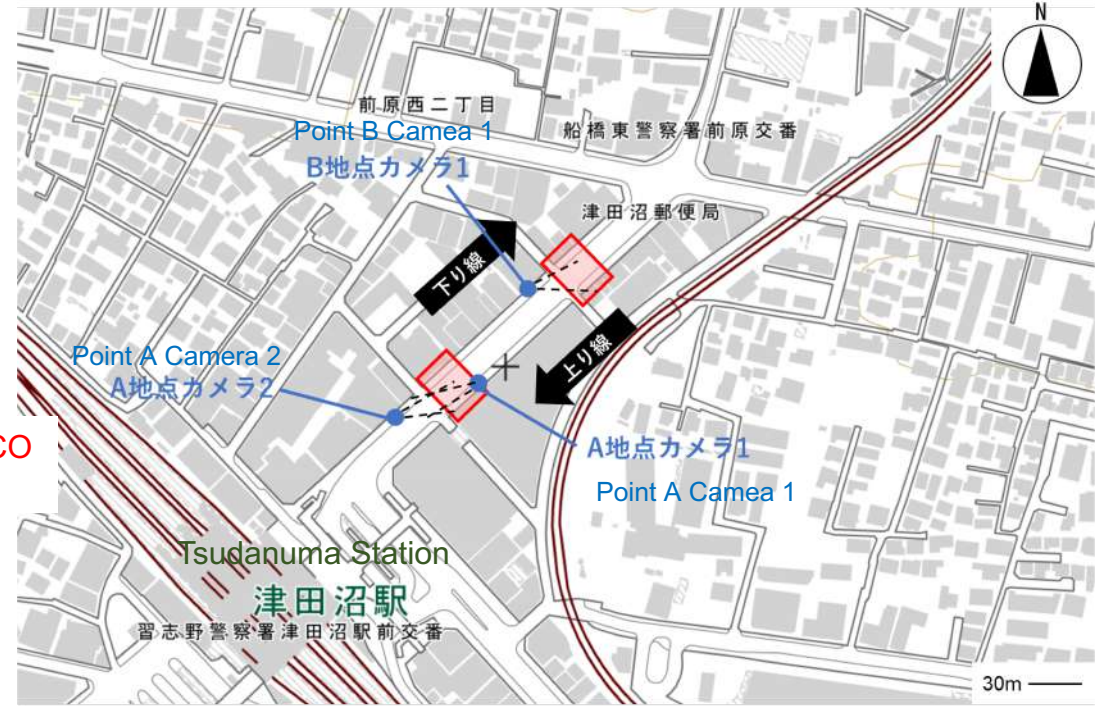 N
前原西二丁目
Point B Camea 1
船橋東警察署前原交番
B地点カメラ1
津田沼郵便局
下り線
上り線
Point A Camera 2
A地点カメラ2
CO
A地点カメラ1
Point A Camea 1
Tsudanuma Station
津田沼駅
習志野警察署津田沼駅前交番
30m